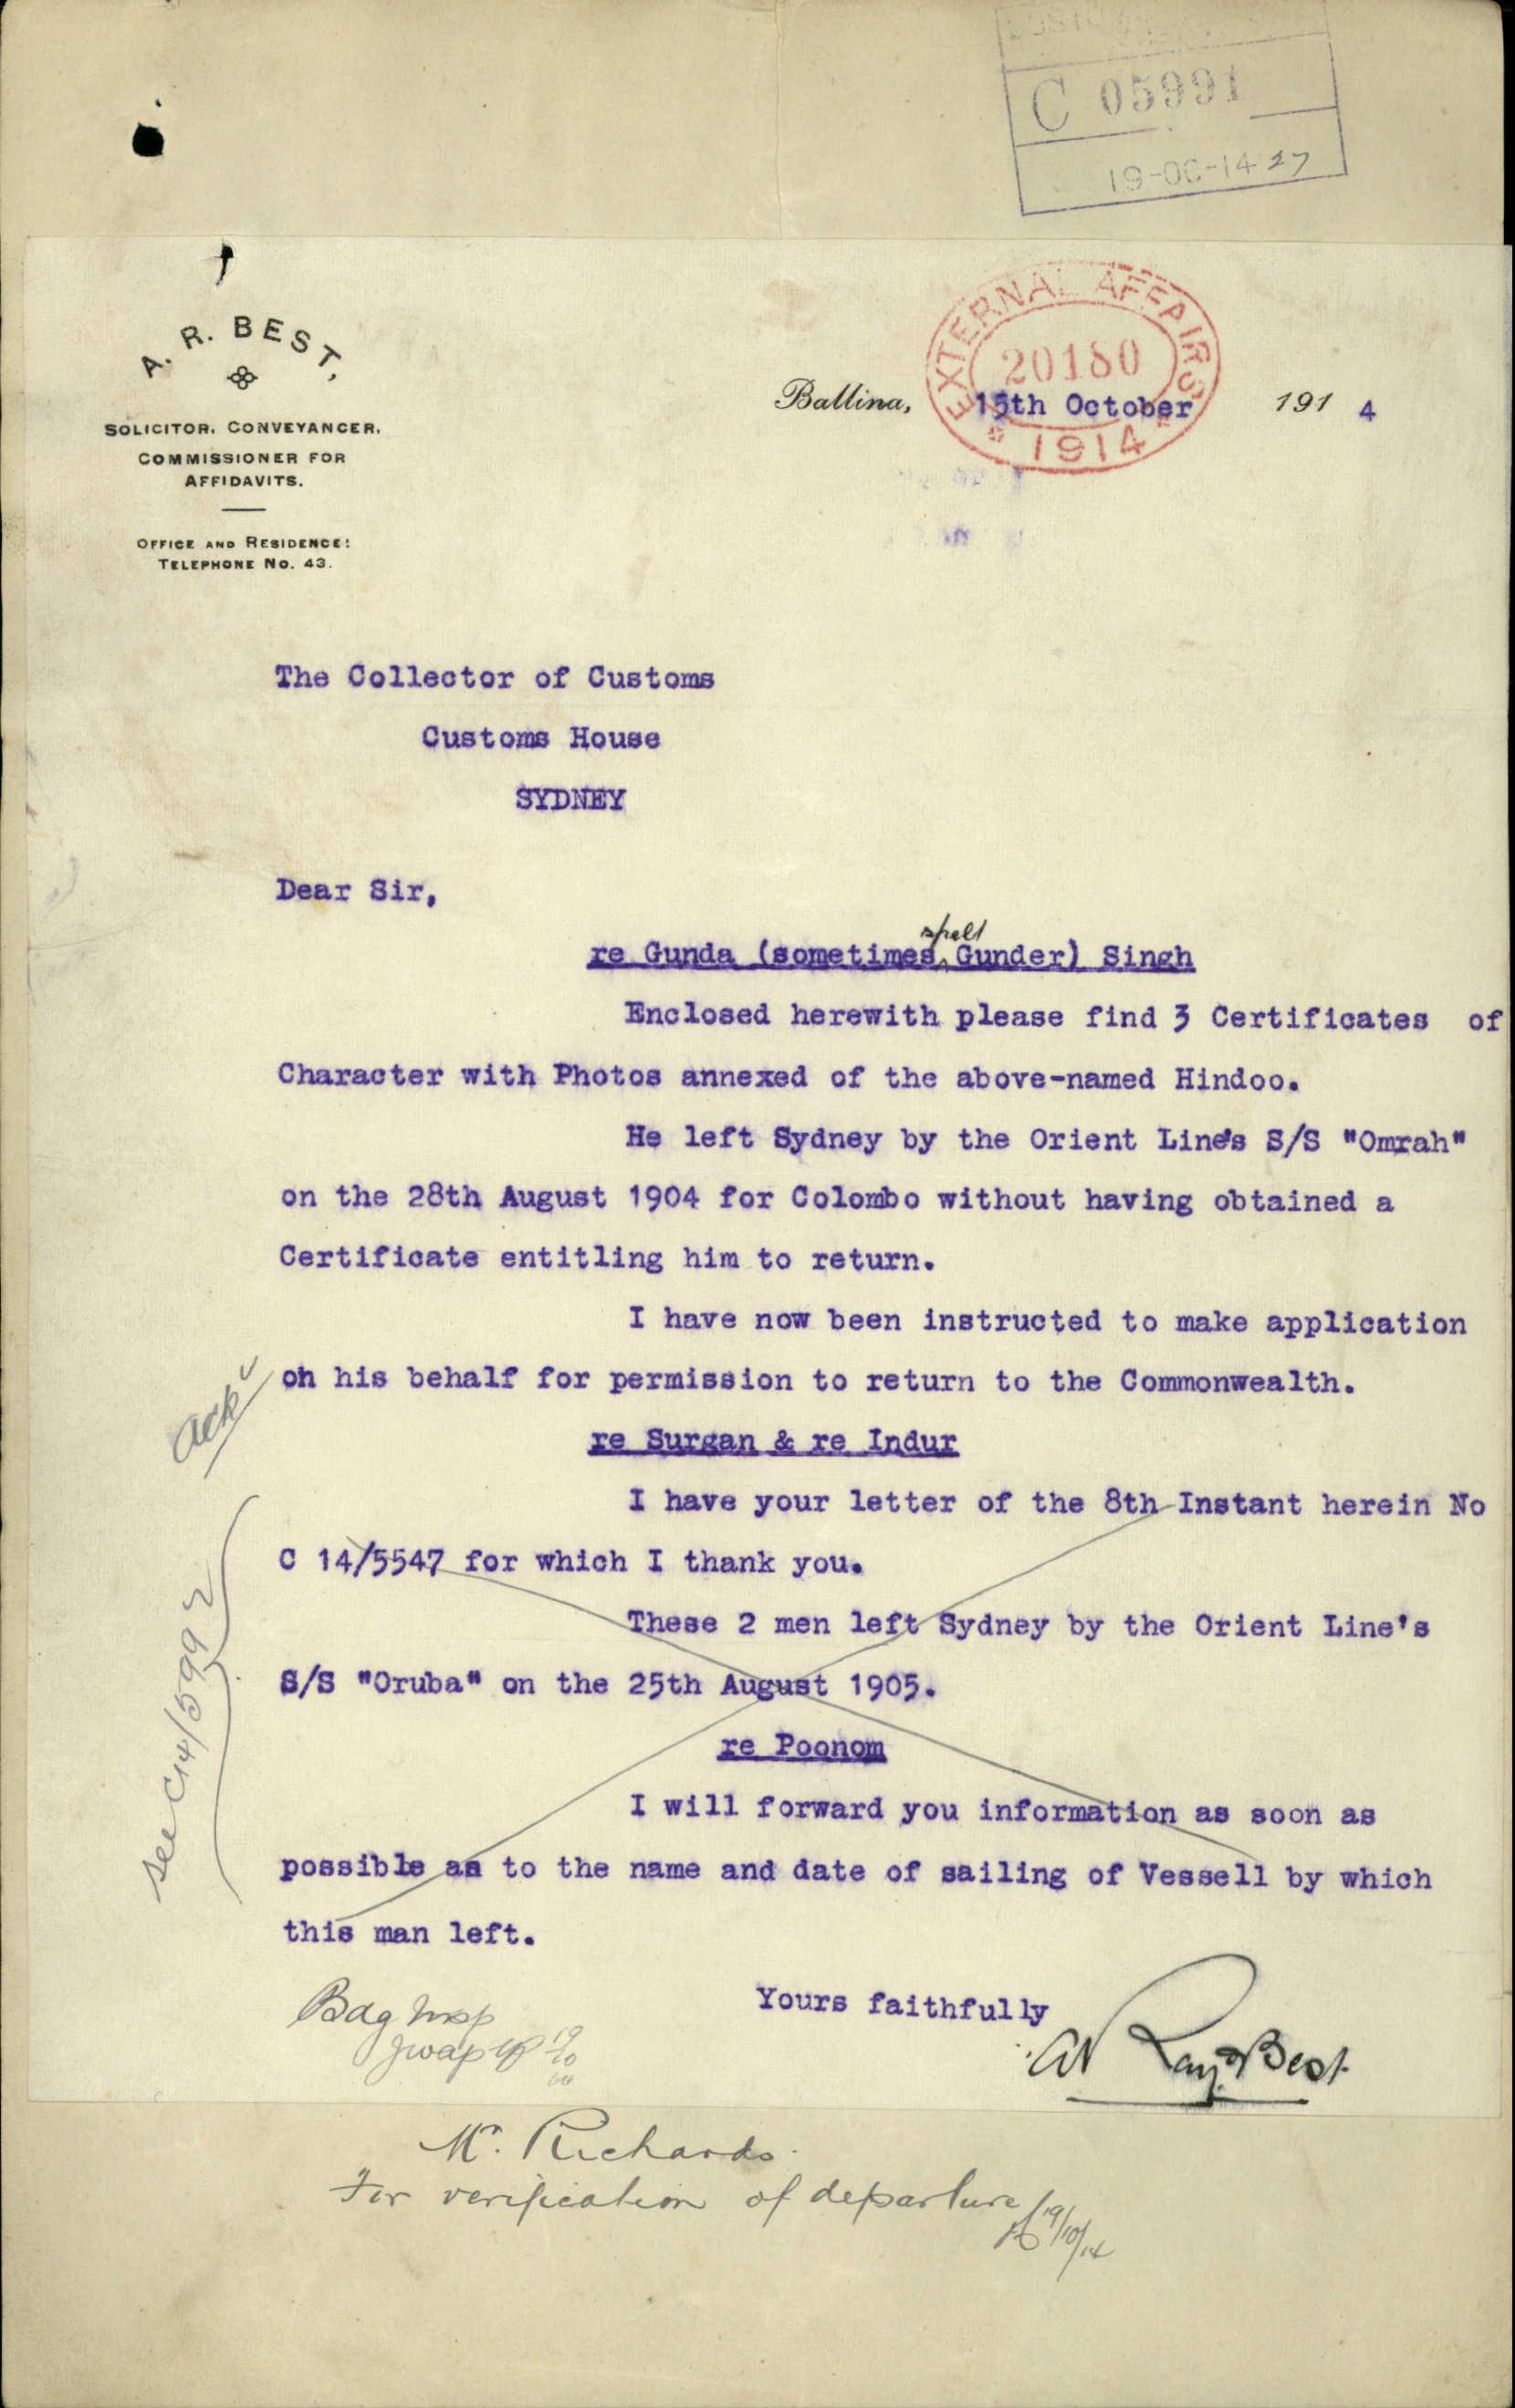 C 05991
19-OC-14 27
A. R. BEST,
SOLICITOR, CONVEYANCER,
COMMISSIONER FOR
AFFIDAVITS.
OFFICE AND RESIDENCE:
TELEPHONE No. 43.
EXTERNAL AFFAIRS
20180
1914
Ballina, 15th October 191 4
The Collector of Customs
Customs House
SYDNEY
Dear Sir,
re Gunda (sometimes spelt Gunder) Singh
Enclosed herewith please find 3 Certificates of
Character with Photos annexed of the above-named Hindoo.
He left Sydney by the Orient Line's S/S "Omrah"
on the 28th August 1904 for Colombo without having obtained a
Certificate entitling him to return.
I have now been instructed to make application
oh his behalf for permission to return to the Commonwealth.
Ack
re Surgan & re Indur
I have your letter of the 8th Instant herein No
C 14/5547 for which I thank you.
These 2 men left Sydney by the Orient Line's
S/S "Oruba" on the 25th August 1905.
see C14/5992
re Poonom
I will forward you information as soon as
possible as to the name and date of sailing of Vessell by which
this man left.
Yours faithfully
Best
Mr. Richards.
For verification of departure
19/10/14